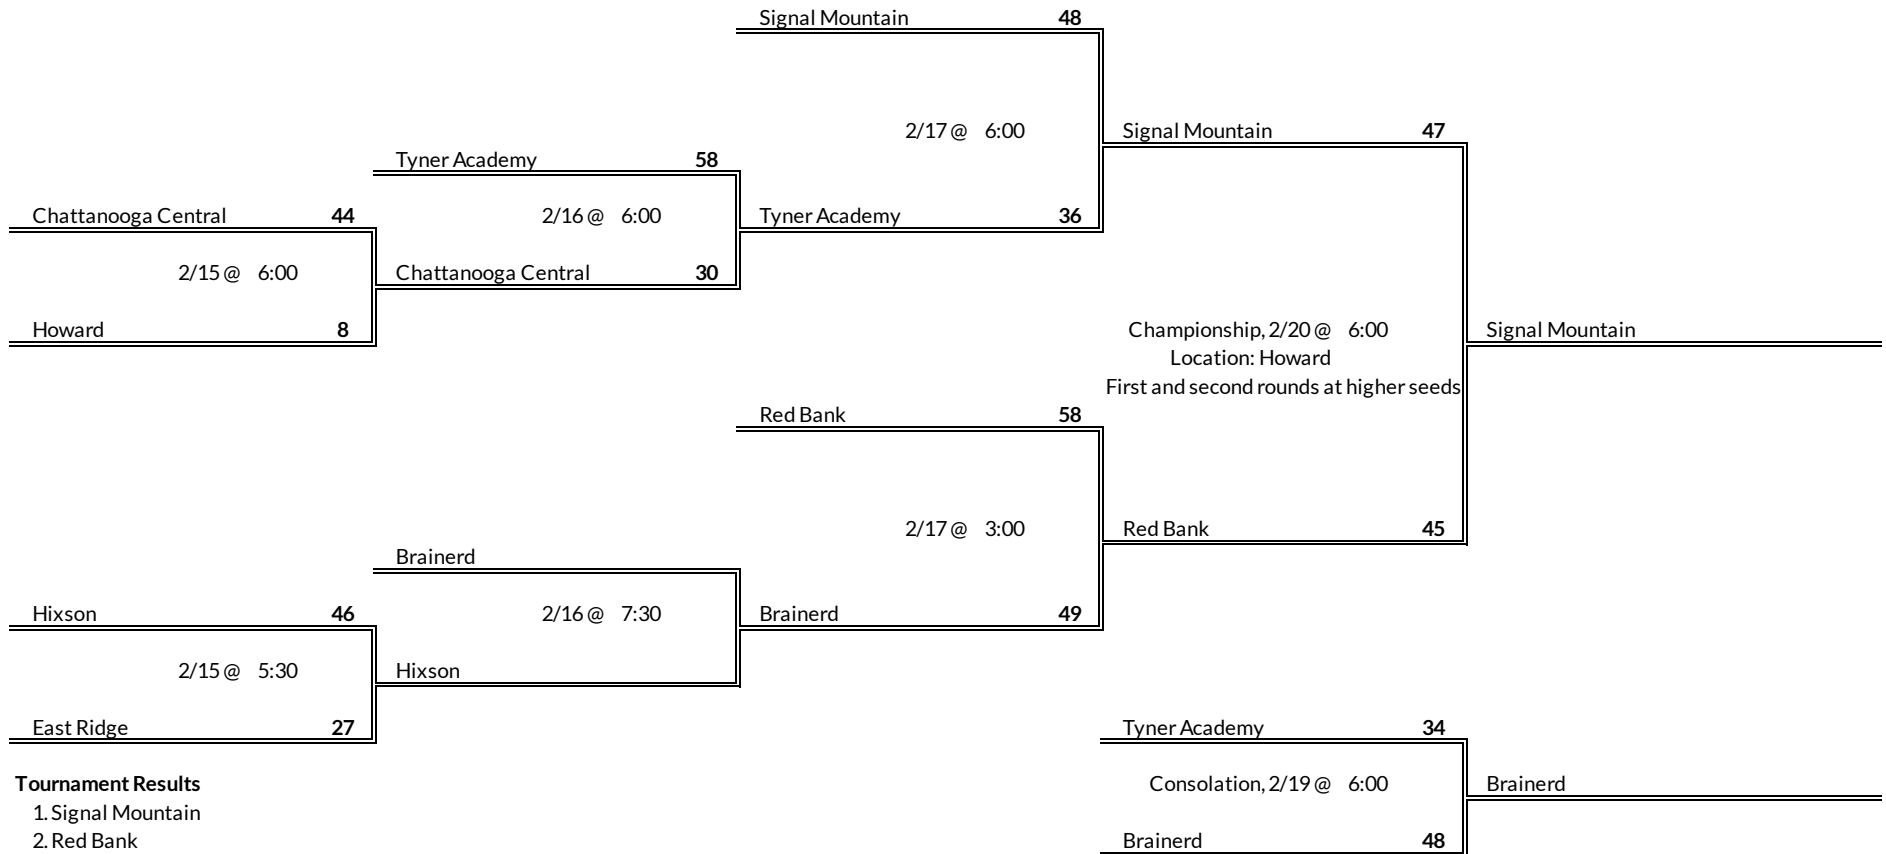 Signal Mountain 48
2/17 @ 6:00
Signal Mountain 47
Tyner Academy 58
Chattanooga Central 44
2/16 @ 6:00
Tyner Academy 36
2/15 @ 6:00
Chattanooga Central 30
Howard 8
Championship, 2/20 @ 6:00
Signal Mountain
Location: Howard
First and second rounds at higher seeds
Red Bank 58
2/17 @ 3:00
Red Bank 45
Brainerd
Hixson 46
2/16 @ 7:30
Brainerd 49
2/15 @ 5:30
Hixson
East Ridge 27
Tyner Academy 34
Tournament Results
Consolation, 2/19 @ 6:00
Brainerd
1. Signal Mountain
2. Red Bank
Brainerd 48